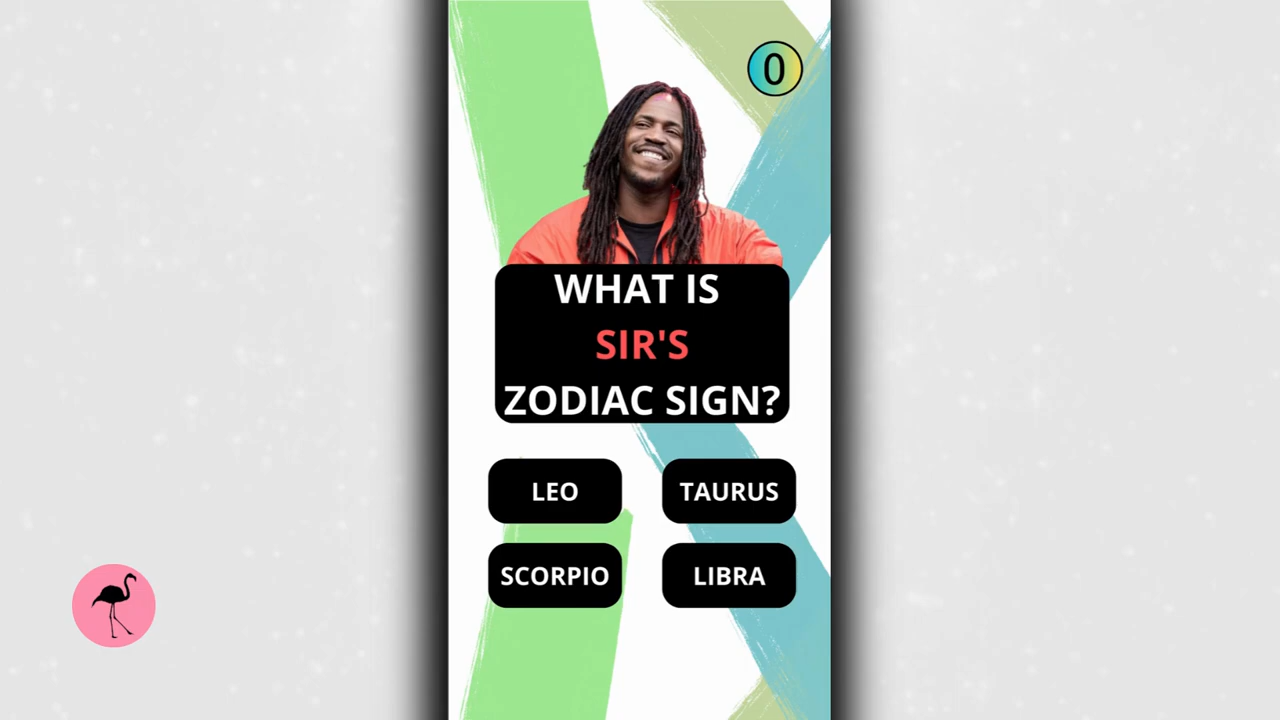 0
WHAT IS
SIR'S
ZODIAC SIGN?
LEO
TAURUS
SCORPIO
LIBRA